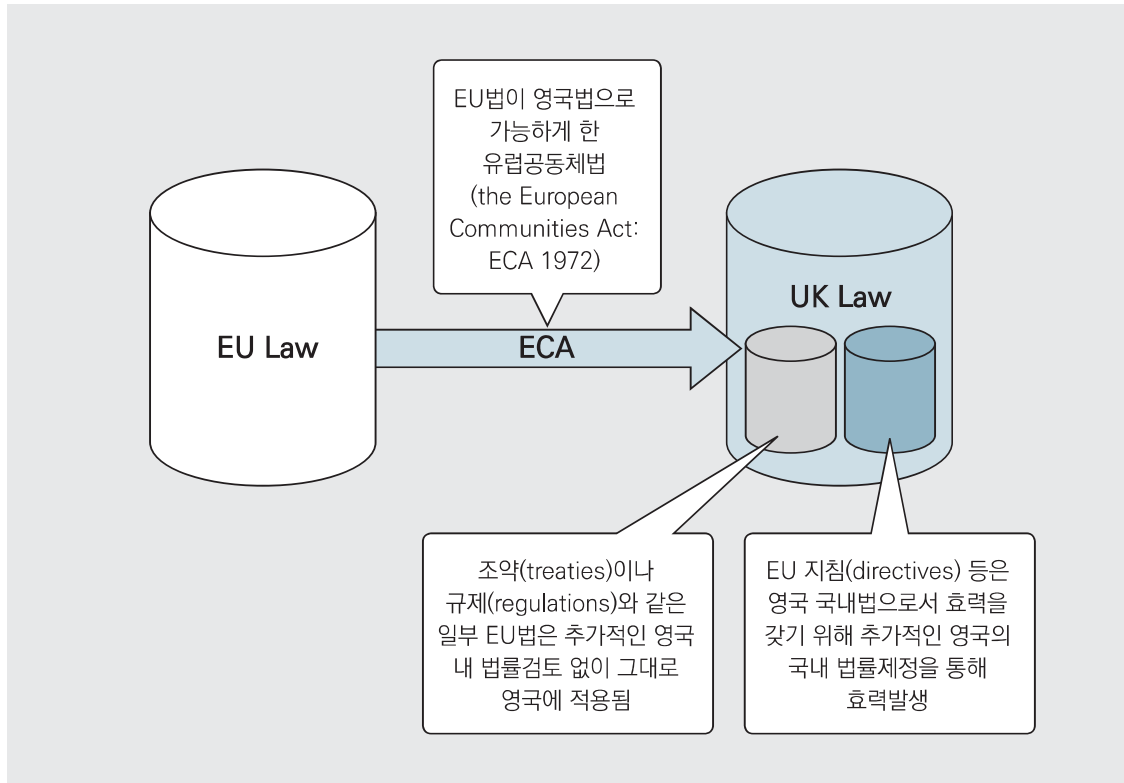 EU법이 영국법으로
가능하게 한
유럽공동체법
(the European
Communities Act:
ECA 1972)
EU Law
ECA
UK Law
조약(treaties)이나
규제(regulations)와 같은
일부 EU법은 추가적인 영국
내 법률검토 없이 그대로
영국에 적용됨
EU 지침(directives) 등은
영국 국내법으로서 효력을
갖기 위해 추가적인 영국의
국내 법률제정을 통해
효력발생